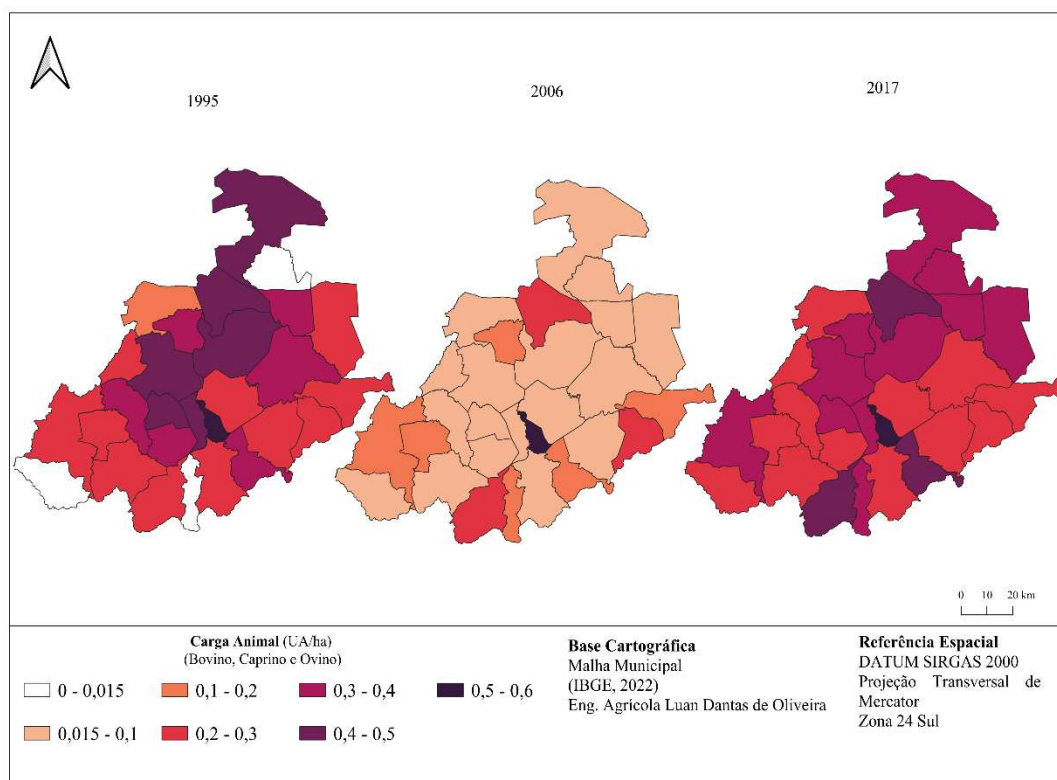 1995
2006
2017
0 10 20 km
Carga Animal (UA/ha)
(Bovino, Caprino e Ovino)
0 - 0,015
0,1 - 0,2
0,3 - 0,4
0,5 - 0,6
0,015 - 0,1
0,2 - 0,3
0,4 - 0,5
Base Cartográfica
Malha Municipal
(IBGE, 2022)
Eng. Agrícola Luan Dantas de Oliveira
Referência Espacial
DATUM SIRGAS 2000
Projeção Transversal de
Mercator
Zona 24 Sul